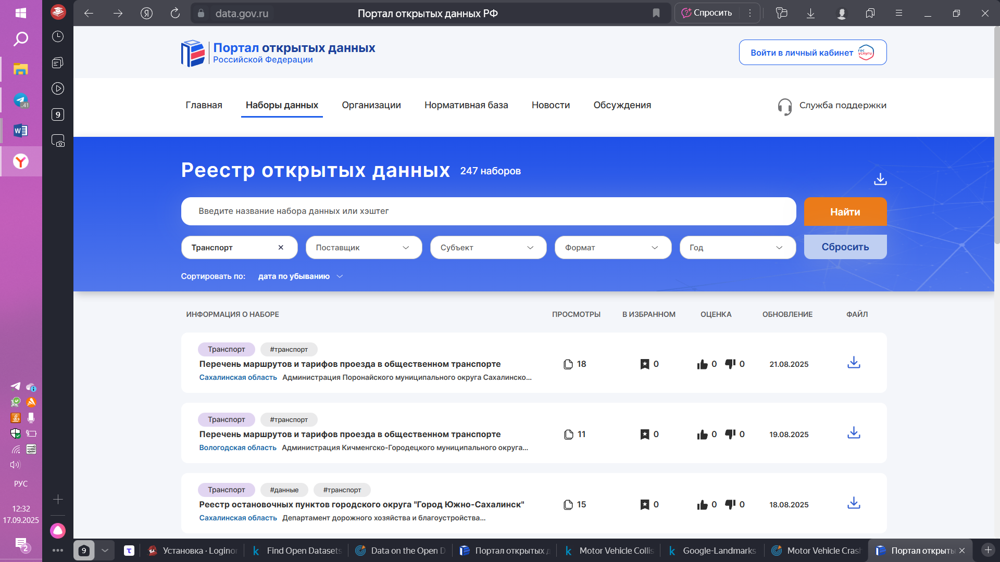 data.gov.ru
Портал открытых данных РФ
Спросить
Портал открытых данных
Российской Федерации
Войти в личный кабинет
гос
услуги
Главная
Наборы данных
Организации
Нормативная база
Новости
Обсуждения
Служба поддержки
Реестр открытых данных
247 наборов
Введите название набора данных или хэштег
Найти
Транспорт
Поставщик
Субъект
Формат
Год
Сбросить
Сортировать по: дата по убыванию
ИНФОРМАЦИЯ О НАБОРЕ
ПРОСМОТРЫ
В ИЗБРАННОМ
ОЦЕНКА
ОБНОВЛЕНИЕ
ФАЙЛ
Транспорт #транспорт
Перечень маршрутов и тарифов проезда в общественном транспорте
Сахалинская область Администрация Поронайского муниципального округа Сахалинско...
18 0 0 0 21.08.2025
Транспорт #транспорт
Перечень маршрутов и тарифов проезда в общественном транспорте
Вологодская область Администрация Кичменгско-Городецкого муниципального округа...
11 0 0 0 19.08.2025
Транспорт #данные #транспорт
Реестр остановочных пунктов городского округа "Город Южно-Сахалинск"
Сахалинская область Департамент дорожного хозяйства и благоустройства...
15 0 0 0 18.08.2025
..41
9
РУС
12:32
17.09.2025
2
9
Установка · Loginor
Find Open Datasets
Data on the Open D
Портал открытых д
Motor Vehicle Collis
Google-Landmarks
Motor Vehicle Crash
Портал открыты